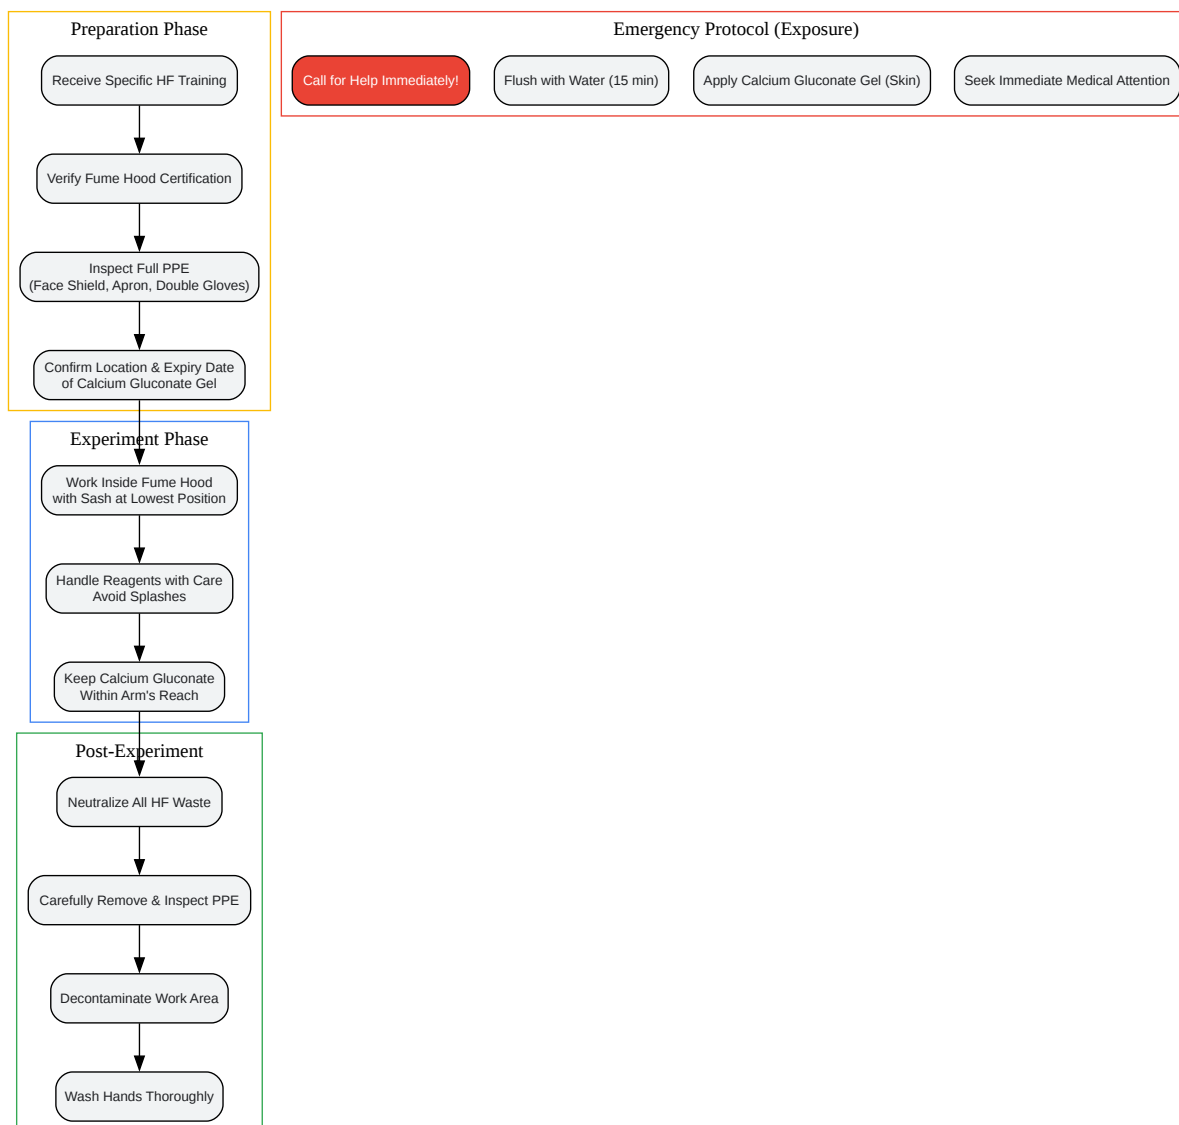 Preparation Phase
Receive Specific HF Training
Verify Fume Hood Certification
Inspect Full PPE
(Face Shield, Apron, Double Gloves)
Confirm Location & Expiry Date
of Calcium Gluconate Gel
Emergency Protocol (Exposure)
Call for Help Immediately!
Flush with Water (15 min)
Apply Calcium Gluconate Gel (Skin)
Seek Immediate Medical Attention
Experiment Phase
Work Inside Fume Hood
with Sash at Lowest Position
Handle Reagents with Care
Avoid Splashes
Keep Calcium Gluconate
Within Arm's Reach
Post-Experiment
Neutralize All HF Waste
Carefully Remove & Inspect PPE
Decontaminate Work Area
Wash Hands Thoroughly